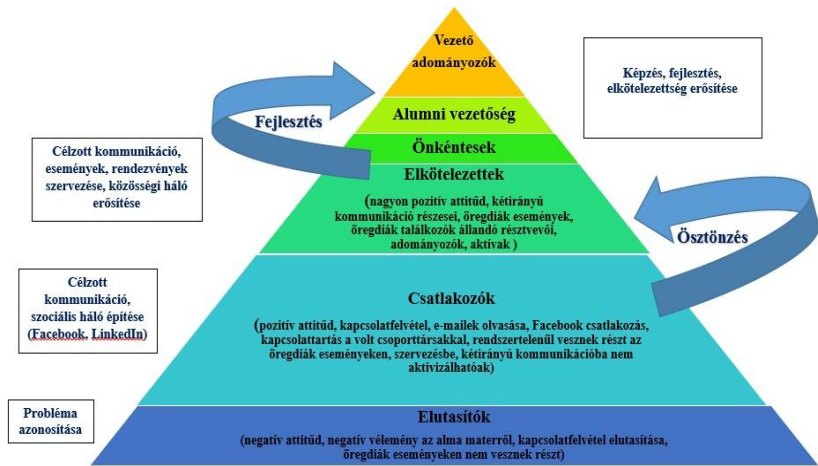 Vezető
adományozók
Képzés, fejlesztés,
elkötelezettség erősítése
Fejlesztés
Alumni vezetőség
Önkéntesek
Célzott kommunikáció,
események, rendezvények
szervezése, közösségi háló
erősítése
Elkötelezettek
(nagyon pozitív attitűd, kétirányú
kommunikáció részesei, öregdiák események,
öregdiák találkozók állandó résztvevői,
adományozók, aktívak )
Ösztönzés
Célzott
kommunikáció,
szociális háló építése
(Facebook, LinkedIn)
Csatlakozók
(pozitív attitűd, kapcsolatfelvétel, e-mailek olvasása, Facebook csatlakozás,
kapcsolattartás a volt csoporttársakkal, rendszertelenül vesznek részt az
öregdiák eseményeken, szervezésbe, kétirányú kommunikációba nem
aktivizálhatóak)
Probléma
azonosítása
Elutasítók
(negatív attitűd, negatív vélemény az alma materről, kapcsolatfelvétel elutasítása,
öregdiák eseményeken nem vesznek részt)